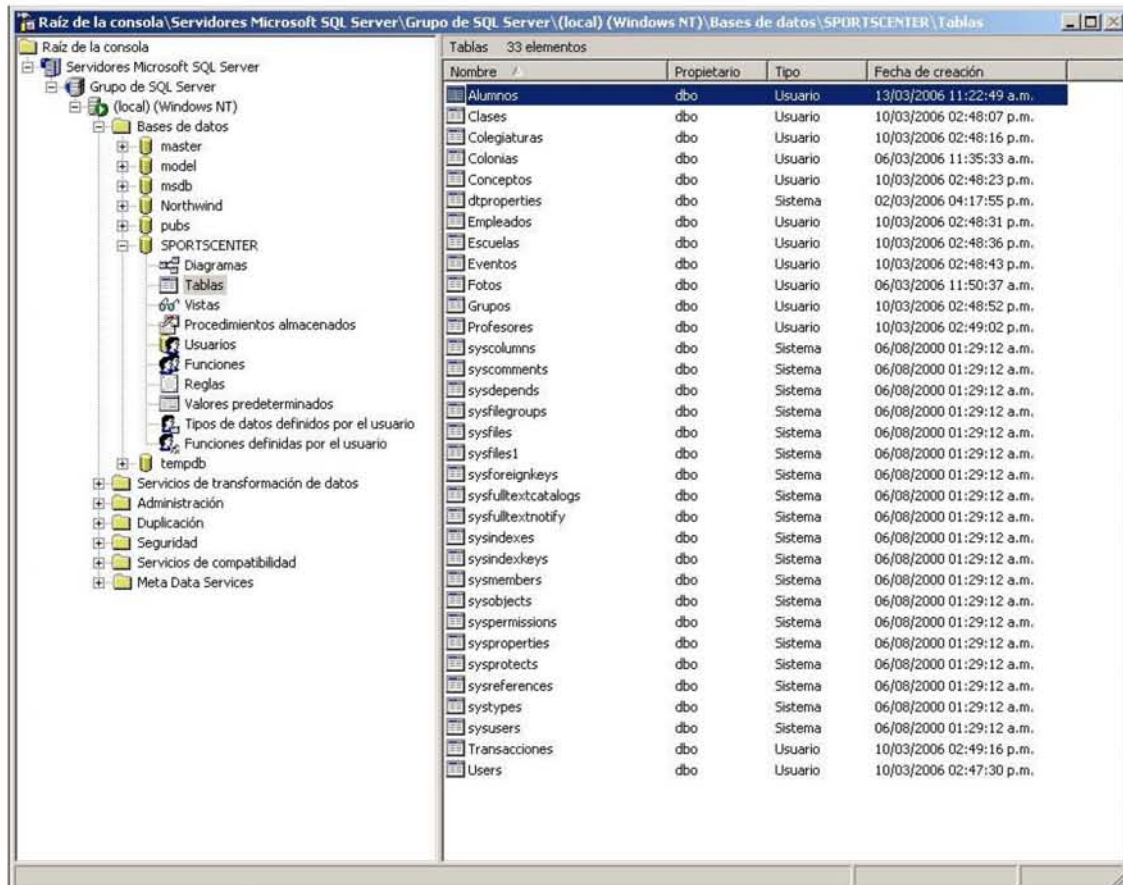 Raíz de la consola\Servidores Microsoft SQL Server\Grupo de SQL Server\(local) (Windows NT)\Bases de datos\SPORTSCENTER\Tablas
Raíz de la consola
Servidores Microsoft SQL Server
Grupo de SQL Server
(local) (Windows NT)
Bases de datos
master
model
msdb
Northwind
pubs
SPORTSCENTER
Diagramas
Tablas
Vistas
Procedimientos almacenados
Usuarios
Funciones
Reglas
Valores predeterminados
Tipos de datos definidos por el usuario
Funciones definidas por el usuario
tempdb
Servicios de transformación de datos
Administración
Duplicación
Seguridad
Servicios de compatibilidad
Meta Data Services
Tablas 33 elementos
Nombre Propietario Tipo Fecha de creación
Alumnos dbo Usuario 13/03/2006 11:22:49 a.m.
Clases dbo Usuario 10/03/2006 02:48:07 p.m.
Colegiaturas dbo Usuario 10/03/2006 02:48:16 p.m.
Colonias dbo Usuario 06/03/2006 11:35:33 a.m.
Conceptos dbo Usuario 10/03/2006 02:48:23 p.m.
dtproperties dbo Sistema 02/03/2006 04:17:55 p.m.
Empleados dbo Usuario 10/03/2006 02:48:31 p.m.
Escuelas dbo Usuario 10/03/2006 02:48:36 p.m.
Eventos dbo Usuario 10/03/2006 02:48:43 p.m.
Fotos dbo Usuario 06/03/2006 11:50:37 a.m.
Grupos dbo Usuario 10/03/2006 02:48:52 p.m.
Profesores dbo Usuario 10/03/2006 02:49:02 p.m.
syscolumns dbo Sistema 06/08/2000 01:29:12 a.m.
syscomments dbo Sistema 06/08/2000 01:29:12 a.m.
sysdepends dbo Sistema 06/08/2000 01:29:12 a.m.
sysfilegroups dbo Sistema 06/08/2000 01:29:12 a.m.
sysfiles dbo Sistema 06/08/2000 01:29:12 a.m.
sysfiles1 dbo Sistema 06/08/2000 01:29:12 a.m.
sysforeignkeys dbo Sistema 06/08/2000 01:29:12 a.m.
sysfulltextcatalogs dbo Sistema 06/08/2000 01:29:12 a.m.
sysfulltextnotify dbo Sistema 06/08/2000 01:29:12 a.m.
sysindexes dbo Sistema 06/08/2000 01:29:12 a.m.
sysindexkeys dbo Sistema 06/08/2000 01:29:12 a.m.
sysmembers dbo Sistema 06/08/2000 01:29:12 a.m.
sysobjects dbo Sistema 06/08/2000 01:29:12 a.m.
syspermissions dbo Sistema 06/08/2000 01:29:12 a.m.
sysproperties dbo Sistema 06/08/2000 01:29:12 a.m.
sysprotects dbo Sistema 06/08/2000 01:29:12 a.m.
sysreferences dbo Sistema 06/08/2000 01:29:12 a.m.
systypes dbo Sistema 06/08/2000 01:29:12 a.m.
sysusers dbo Sistema 06/08/2000 01:29:12 a.m.
Transacciones dbo Usuario 10/03/2006 02:49:16 p.m.
Users dbo Usuario 10/03/2006 02:47:30 p.m.